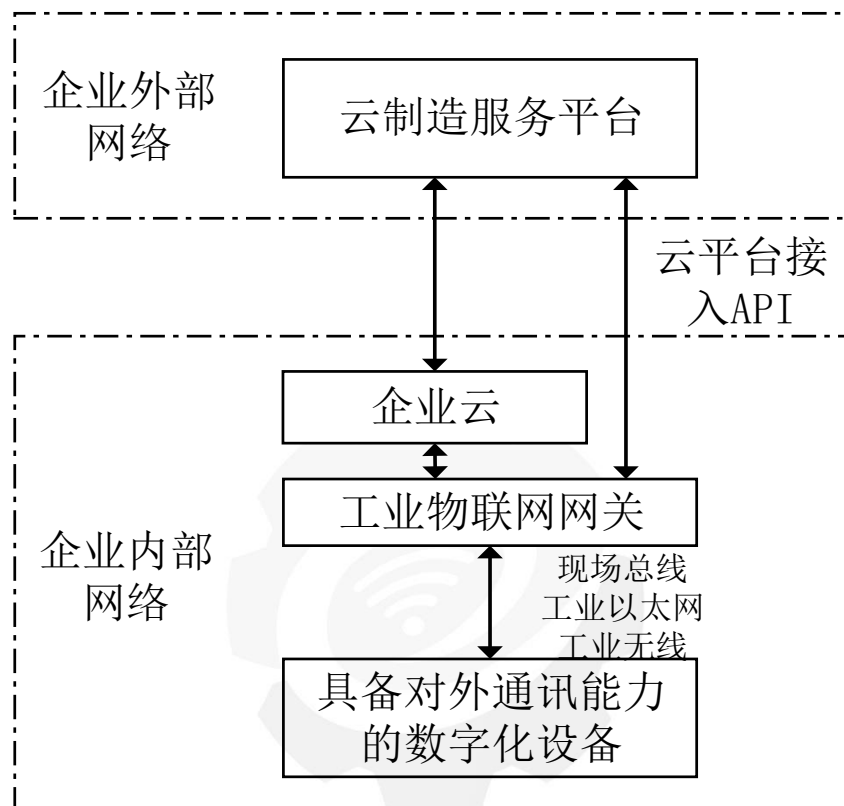 企业外部
网络
云制造服务平台
云平台接
入API
企业云
工业物联网网关
企业内部
网络
现场总线
工业以太网
工业无线
具备对外通讯能力
的数字化设备